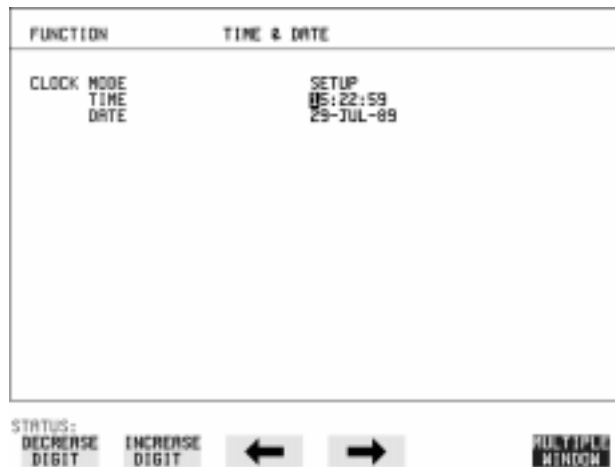 FUNCTION TIME & DATE
CLOCK MODE SETUP
TIME 15:22:59
DATE 29-JUL-89
STATUS:
DECREASE DIGIT
INCREASE DIGIT
MULTIPLE WINDOW